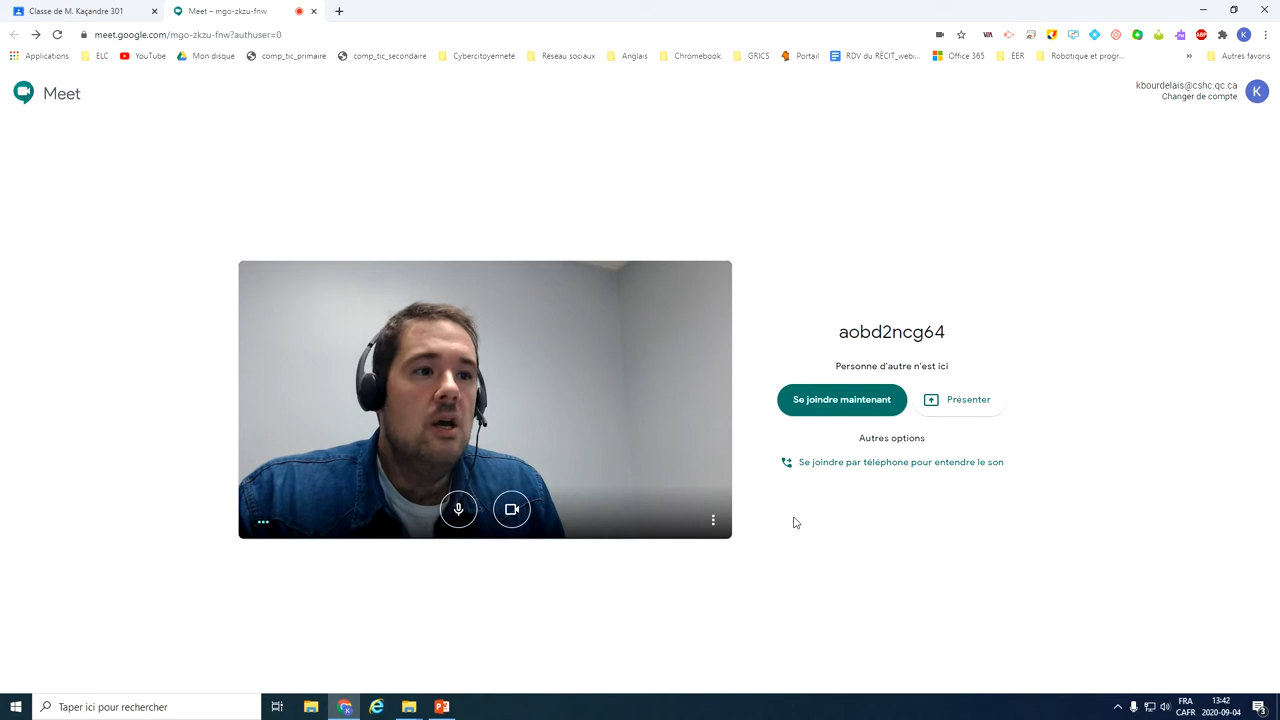 Classe de M. Kaçandre 301
Meet – mgo-zkzu-fnw
meet.google.com/mgo-zkzu-fnw?authuser=0
VIA
ABP
K
Applications
ELC
YouTube
Mon disque
comp_tic_primaire
comp_tic_secondaire
Cybercitoyenneté
Réseau sociaux
Anglais
Chromebook
GRICS
Portail
RDV du RÉCIT_webi...
Office 365
ÉER
Robotique et progr...
»
Autres favoris
Meet
kbourdelais@cshc.qc.ca
Changer de compte
K
aobd2ncg64
Personne d'autre n'est ici
Se joindre maintenant
Présenter
Autres options
Se joindre par téléphone pour entendre le son
Taper ici pour rechercher
FRA
CAFR
13:42
2020-09-04